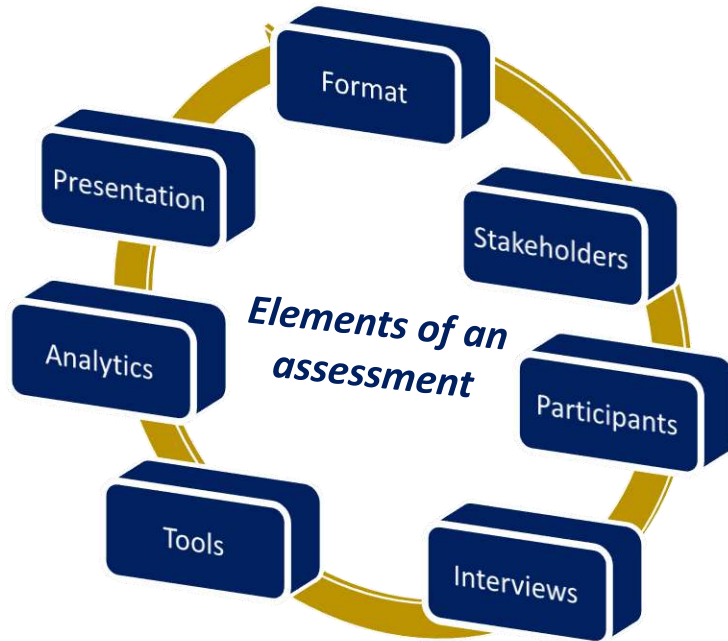 Format
Stakeholders
Participants
Interviews
Tools
Analytics
Presentation
Elements of an
assessment